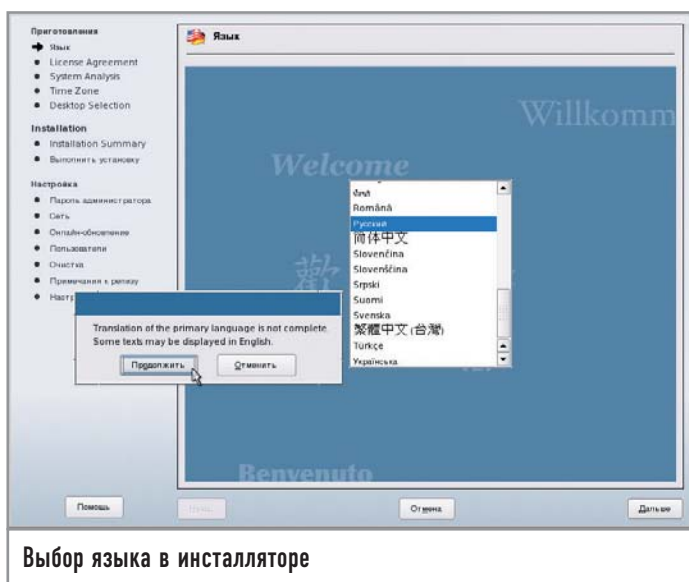 Приготовления
Язык
License Agreement
System Analysis
Time Zone
Desktop Selection
Installation
Installation Summary
Выполнить установку
Настройка
Пароль администратора
Сеть
Онлайн-обновление
Пользователи
Очистка
Примечания к релизу
Настр
Язык
Willkomm
Welcome
歡
Benvenuto
Română
Русский
简体中文
Slovenčina
Slovenščina
Srpski
Suomi
Svenska
繁體中文 (台灣)
Türkçe
Українська
Translation of the primary language is not complete.
Some texts may be displayed in English.
Продолжить
Отменить
Помощь
Отмена
Дальше
Выбор языка в инсталляторе